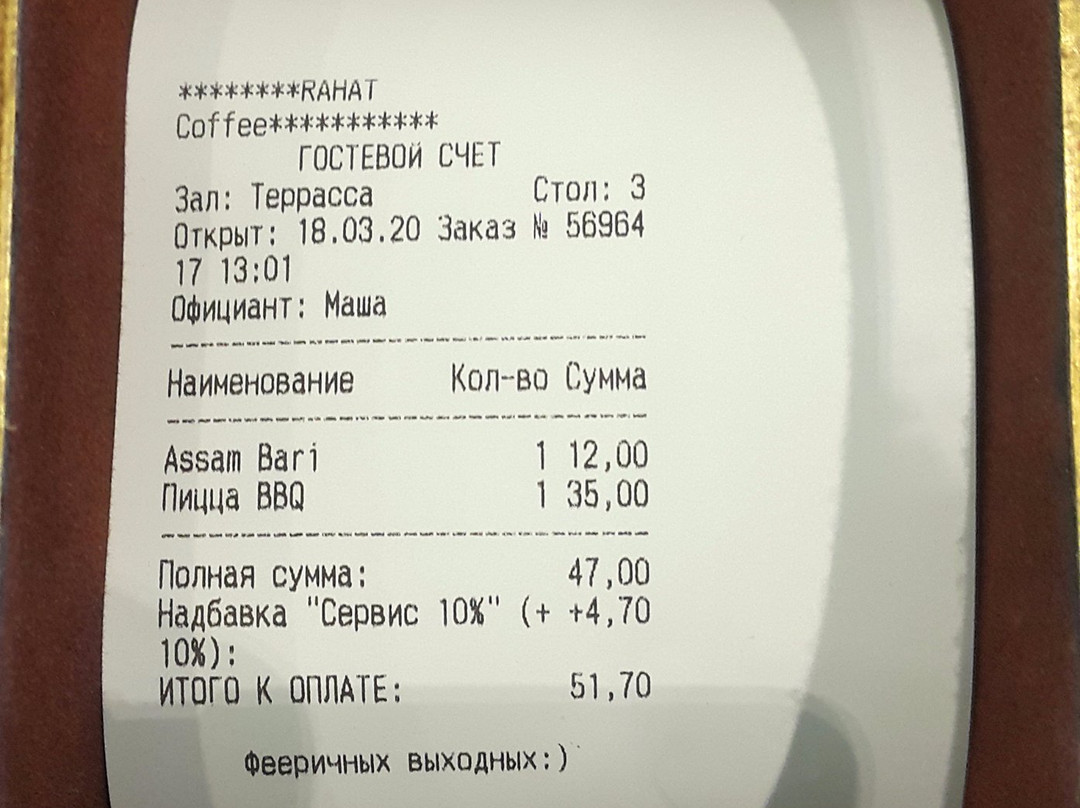 ********RAHAT
Coffee***********
ГОСТЕВОЙ СЧЕТ
Зал: Террасса Стол: 3
Открыт: 18.03.20 Заказ № 56964
17 13:01
Официант: Маша
Наименование Кол-во Сумма
Assam Bari 1 12,00
Пицца BBQ 1 35,00
Полная сумма: 47,00
Надбавка "Сервис 10%" (+ +4,70
10%):
ИТОГО К ОПЛАТЕ: 51,70
Фееричных выходных:)